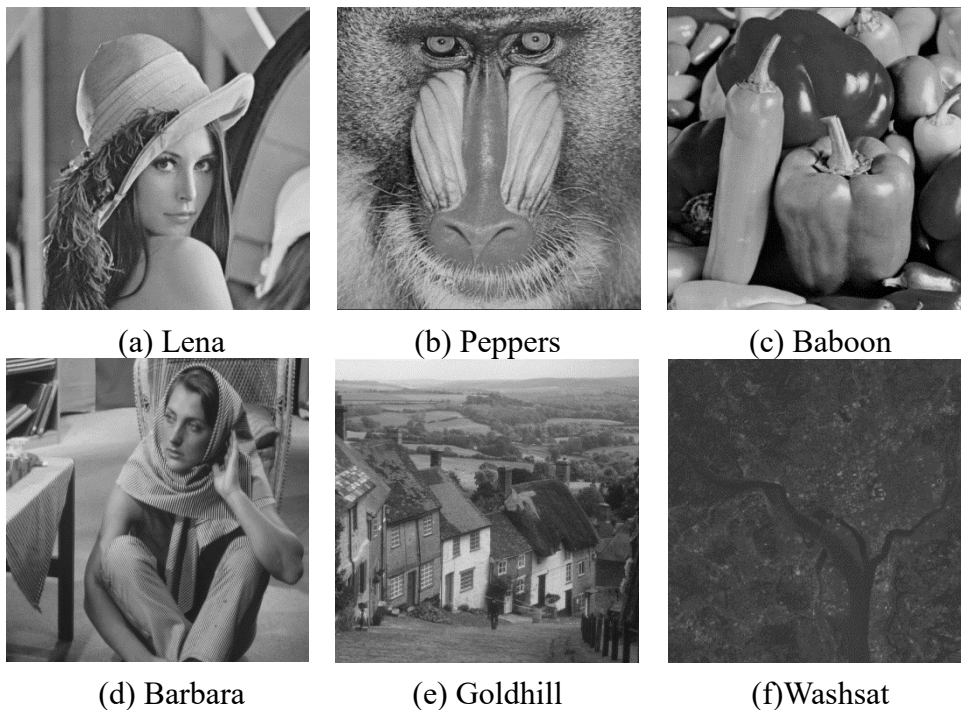 (a) Lena
(b) Peppers
(c) Baboon
(d) Barbara
(e) Goldhill
(f)Washsat